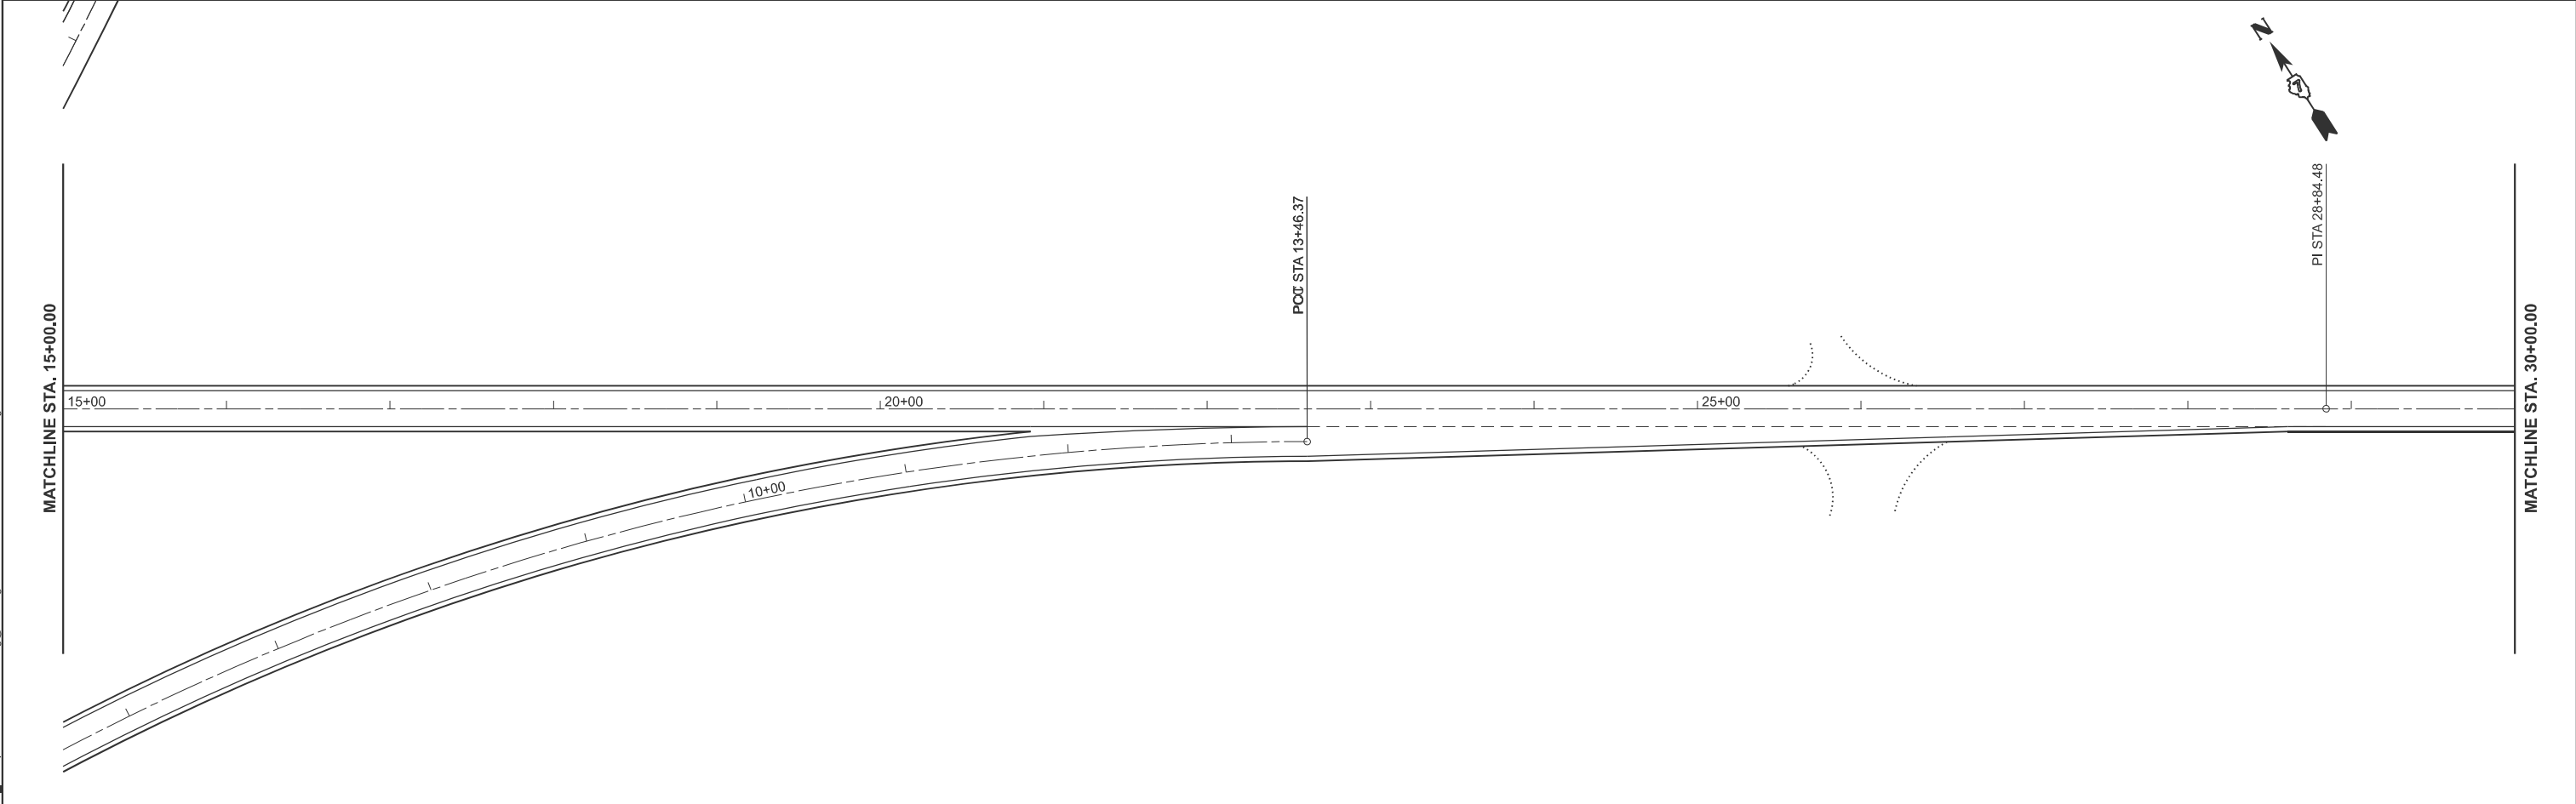 N
MATCHLINE STA. 15+00.00
15+00
20+00
STA 13+46.37
25+00
PI STA 28+84.48
MATCHLINE STA. 30+00.00
10+00